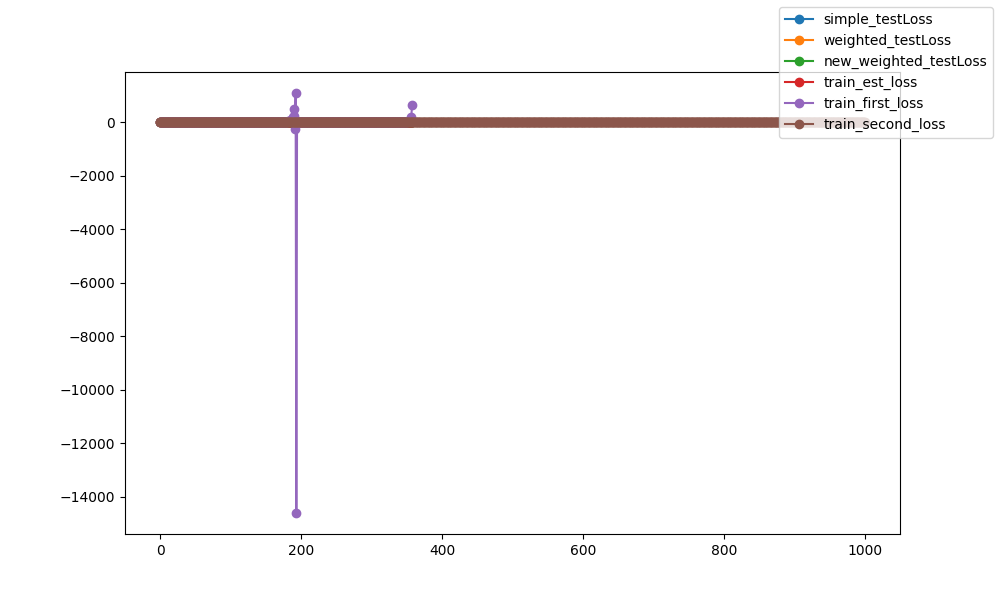 simple_testLoss
weighted_testLoss
new_weighted_testLoss
train_est_loss
train_first_loss
train_second_loss
0
−2000
−4000
−6000
−8000
−10000
−12000
−14000
0 200 400 600 800 1000